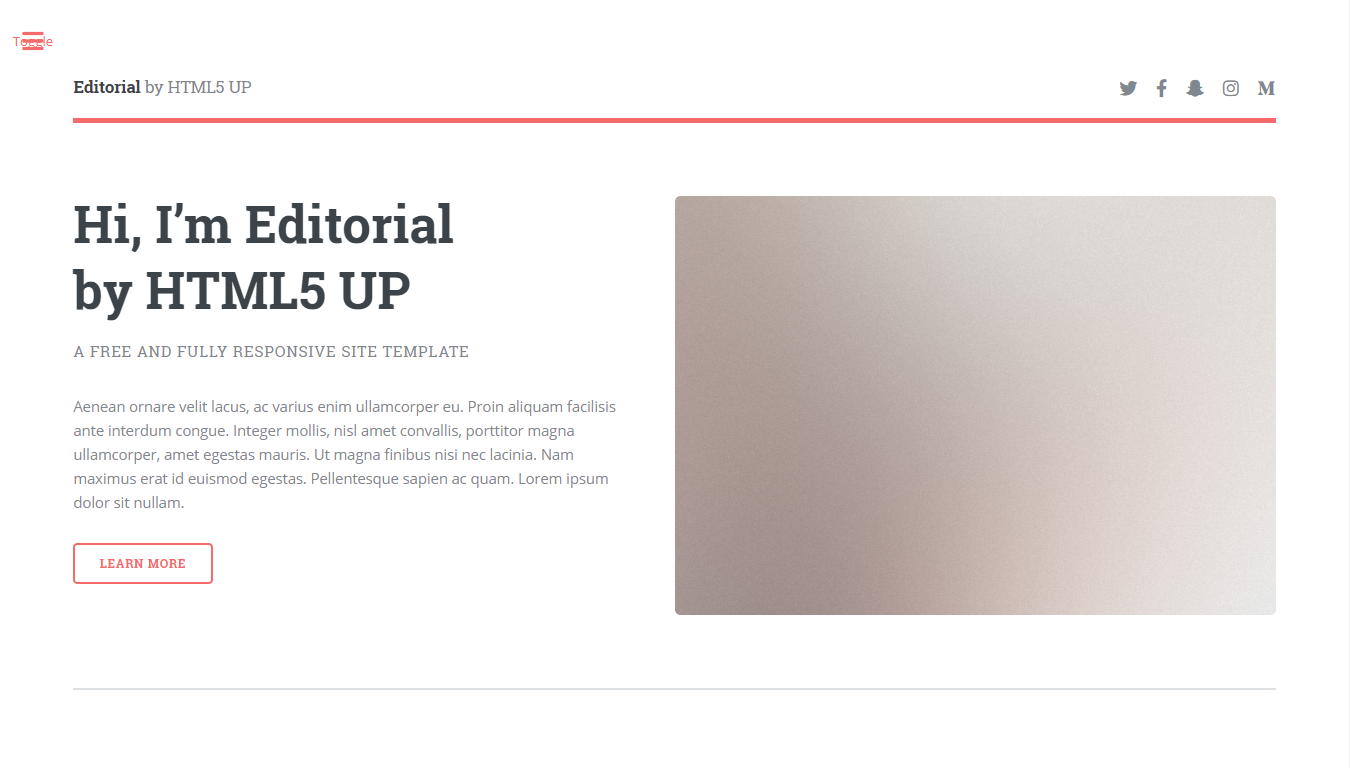 Toggle
Editorial by HTML5 UP
Hi, I’m Editorial
by HTML5 UP
A FREE AND FULLY RESPONSIVE SITE TEMPLATE
Aenean ornare velit lacus, ac varius enim ullamcorper eu. Proin aliquam facilisis
ante interdum congue. Integer mollis, nisl amet convallis, porttitor magna
ullamcorper, amet egestas mauris. Ut magna finibus nisi nec lacinia. Nam
maximus erat id euismod egestas. Pellentesque sapien ac quam. Lorem ipsum
dolor sit nullam.
LEARN MORE